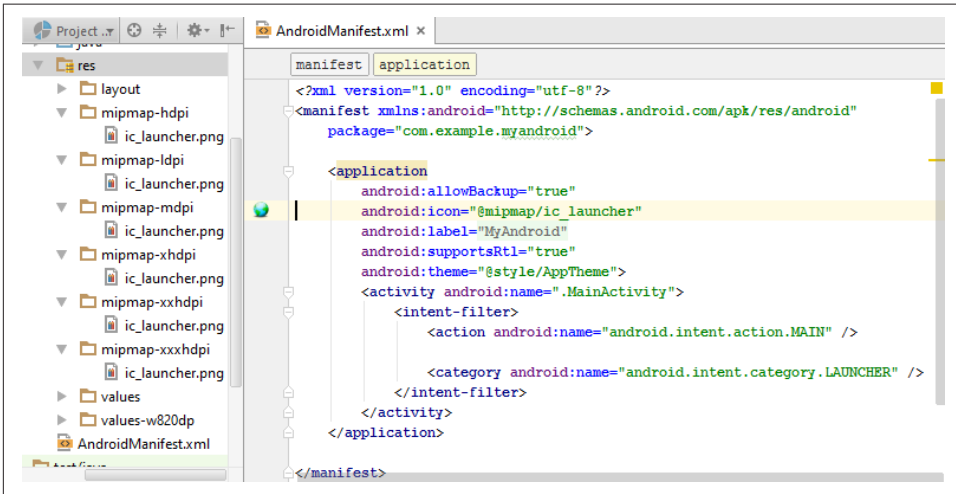 Project
java
res
layout
mipmap-hdpi
ic_launcher.png
mipmap-ldpi
ic_launcher.png
mipmap-mdpi
ic_launcher.png
mipmap-xhdpi
ic_launcher.png
mipmap-xxhdpi
ic_launcher.png
mipmap-xxxhdpi
ic_launcher.png
values
values-w820dp
AndroidManifest.xml
test/java
AndroidManifest.xml ×
manifest application
<?xml version="1.0" encoding="utf-8"?>
<manifest xmlns:android="http://schemas.android.com/apk/res/android"
package="com.example.myandroid">
<application
android:allowBackup="true"
android:icon="@mipmap/ic_launcher"
android:label="MyAndroid"
android:supportsRtl="true"
android:theme="@style/AppTheme">
<activity android:name=".MainActivity">
<intent-filter>
<action android:name="android.intent.action.MAIN" />
<category android:name="android.intent.category.LAUNCHER" />
</intent-filter>
</activity>
</application>
</manifest>